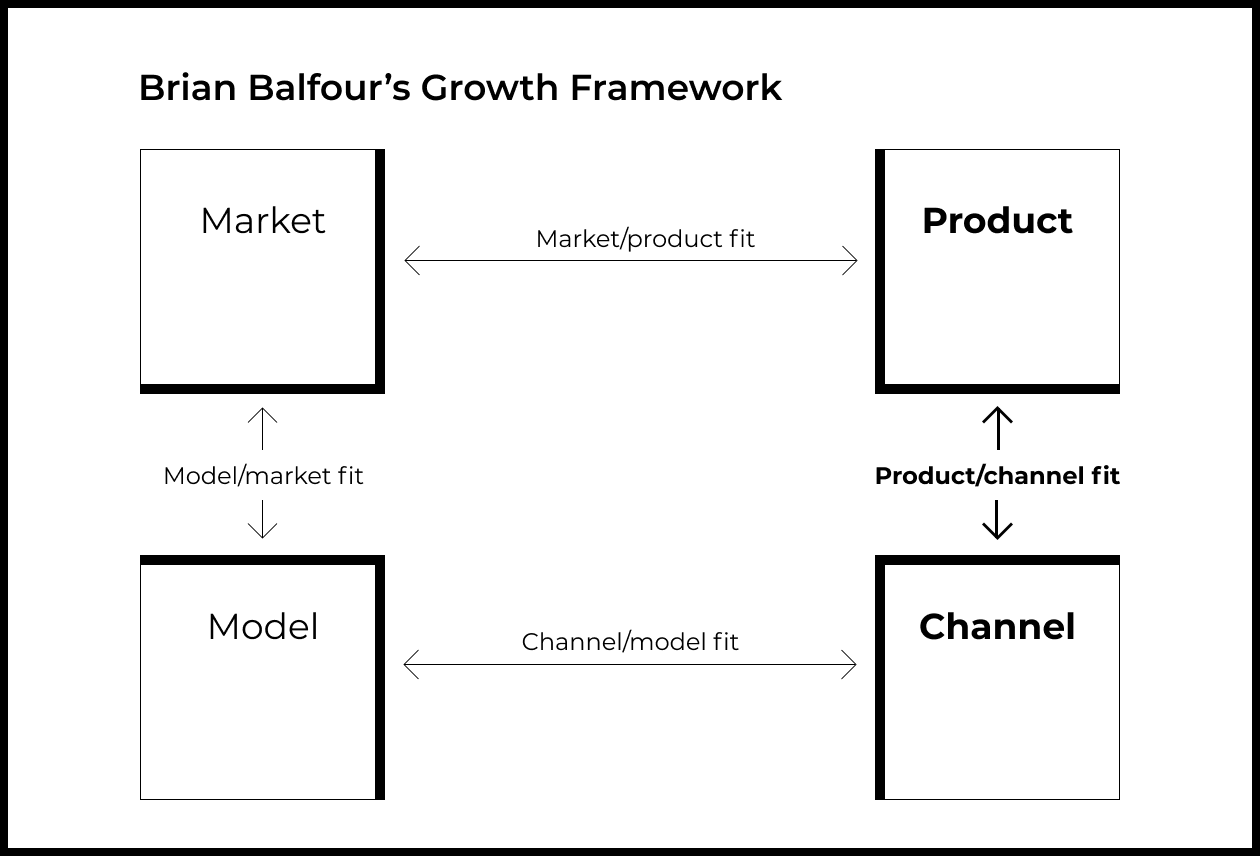 Brian Balfour’s Growth Framework
Market
Product
Market/product fit
Model/market fit
Product/channel fit
Model
Channel
Channel/model fit